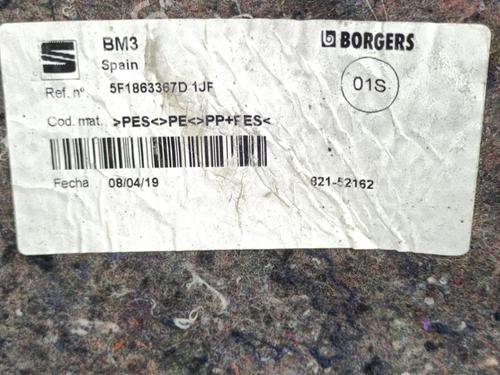 BM3
BORGERS
Spain
Ref. nº 5F1863367D 1JF
01S
Cod. mat. >PES<>PE<>PP+PES<
Fecha 08/04/19 821-52162